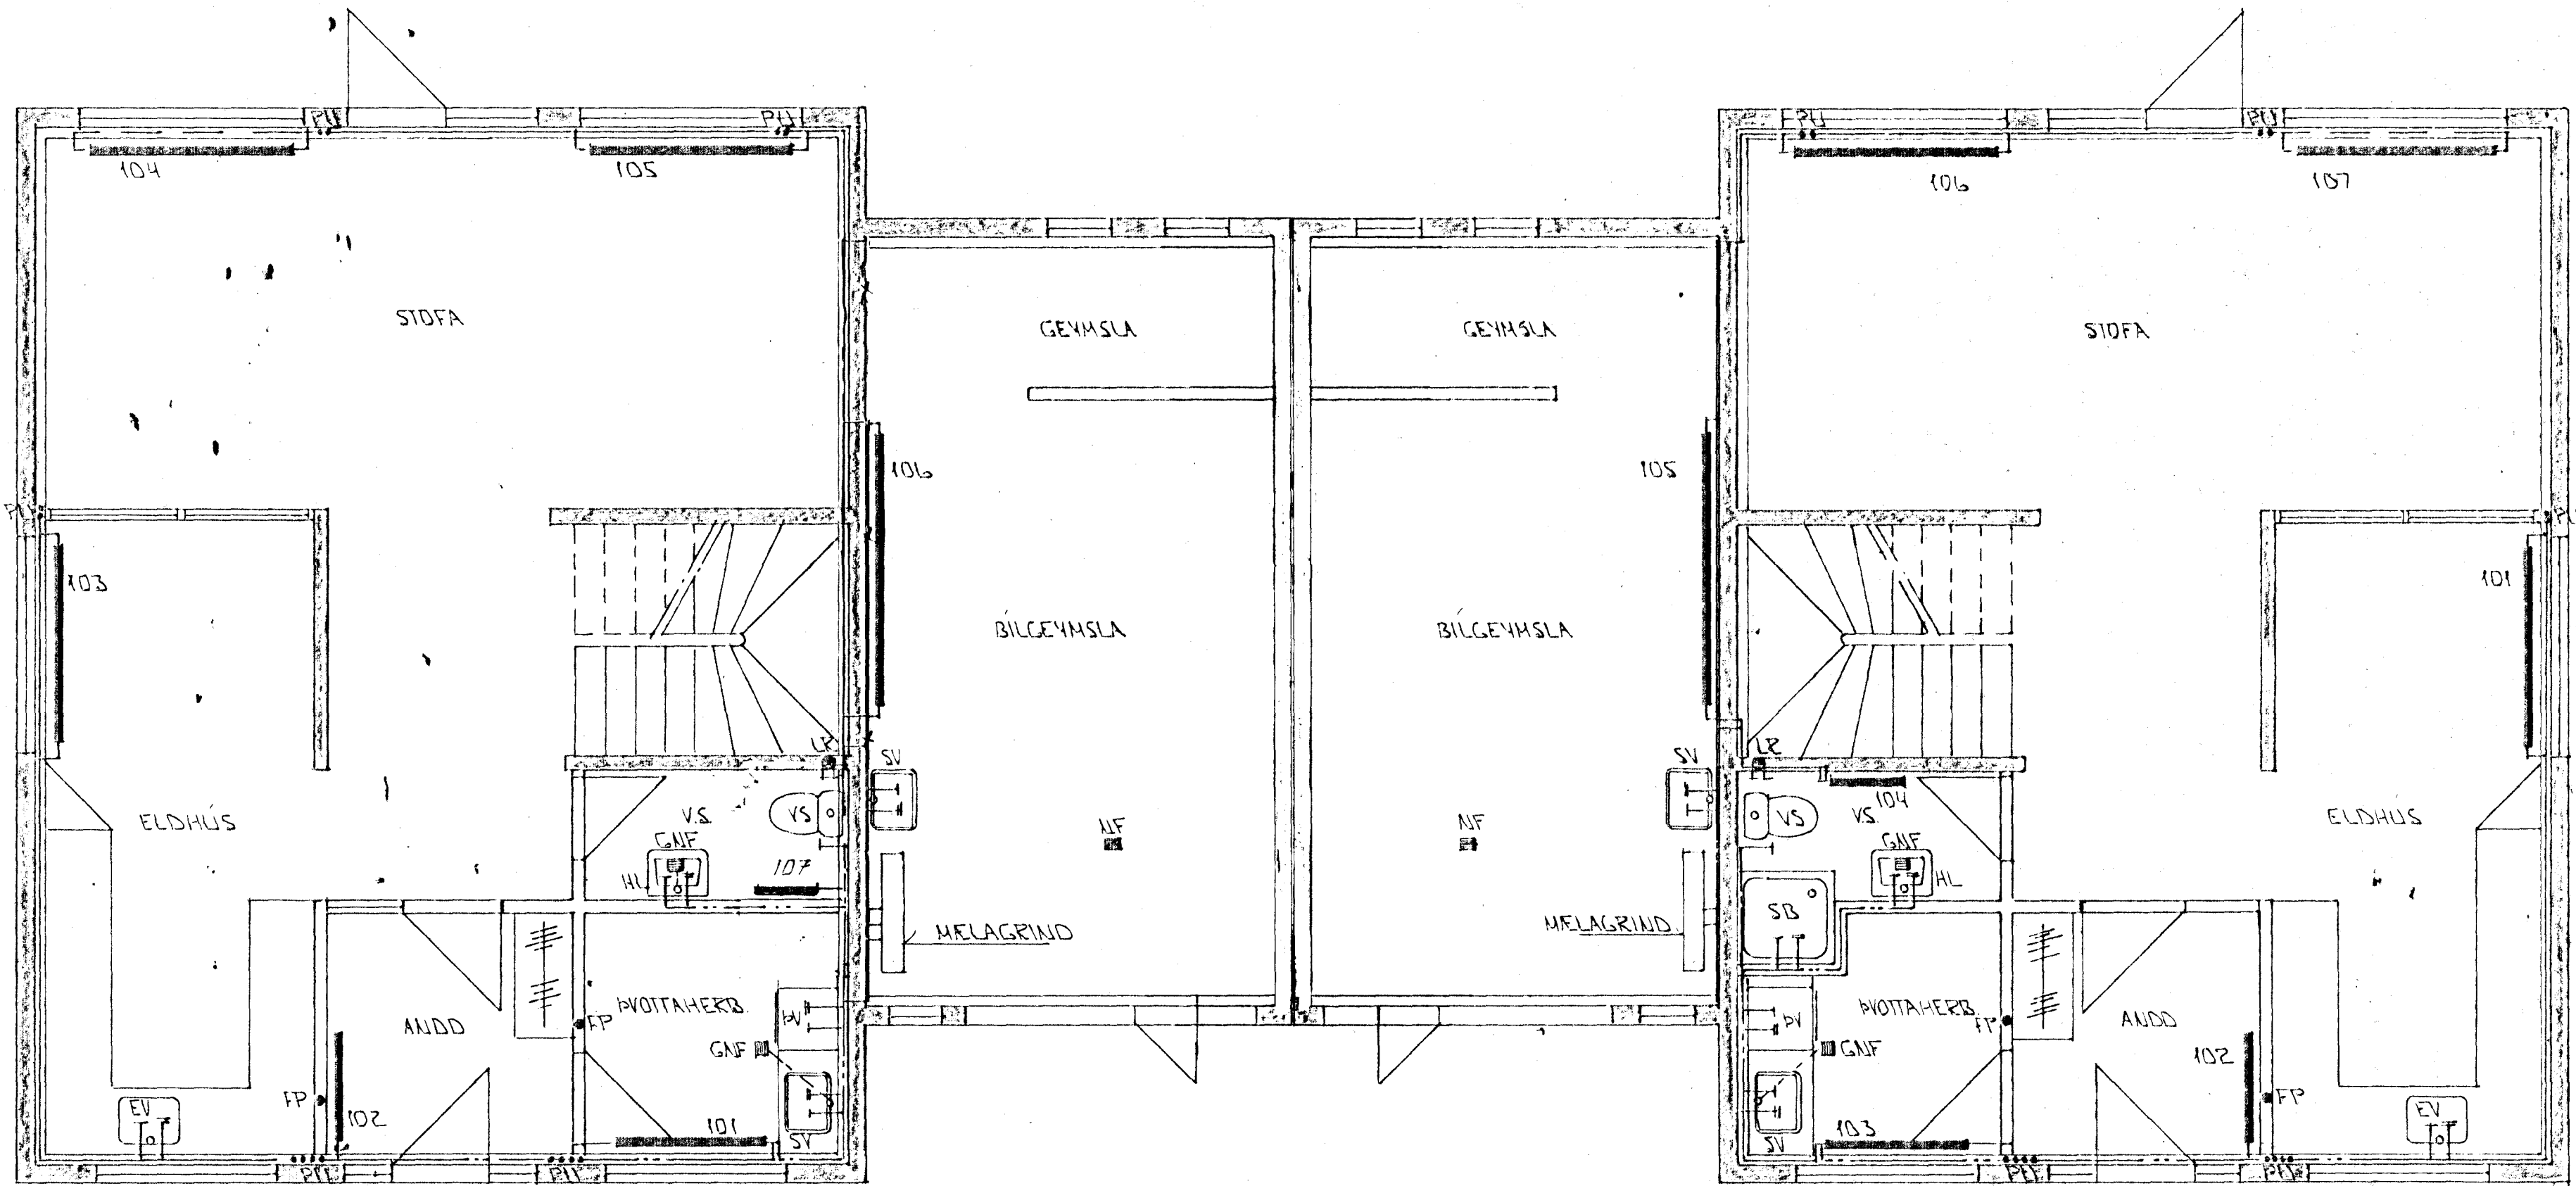 PU
PU
PU
PU
104
105
106
107
STOFA
GEYMSLA
GEYMSLA
STOFA
106
105
103
101
BÍLGEYMSLA
BÍLGEYMSLA
LR
SV
SV
LR
104
ELDHÚS
V.S.
VS
NF
NF
VS
V.S.
ELDHÚS
GNF
GNF
HL
107
HL
SB
MÆLAGRIND
MÆLAGRIND
ANDD
FP
ÞVOTTAHERB.
ÞV
ÞV
ÞVOTTAHERB.
FP
ANDD
GNF
GNF
102
FP
FP
EV
102
101
SV
SV
103
EV
PU
PU
PU
PU